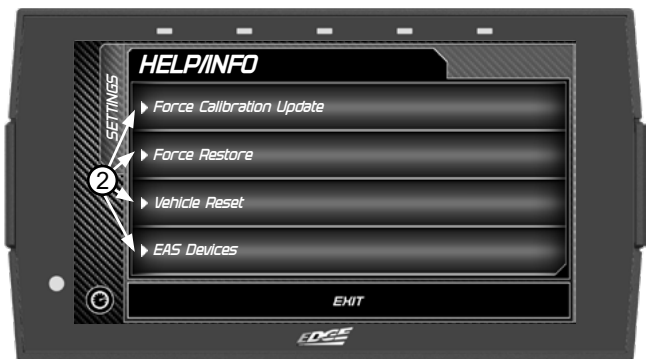 HELP/INFO
SETTINGS
Force Calibration Update
Force Restore
2
Vehicle Reset
EAS Devices
EXIT
EDGE